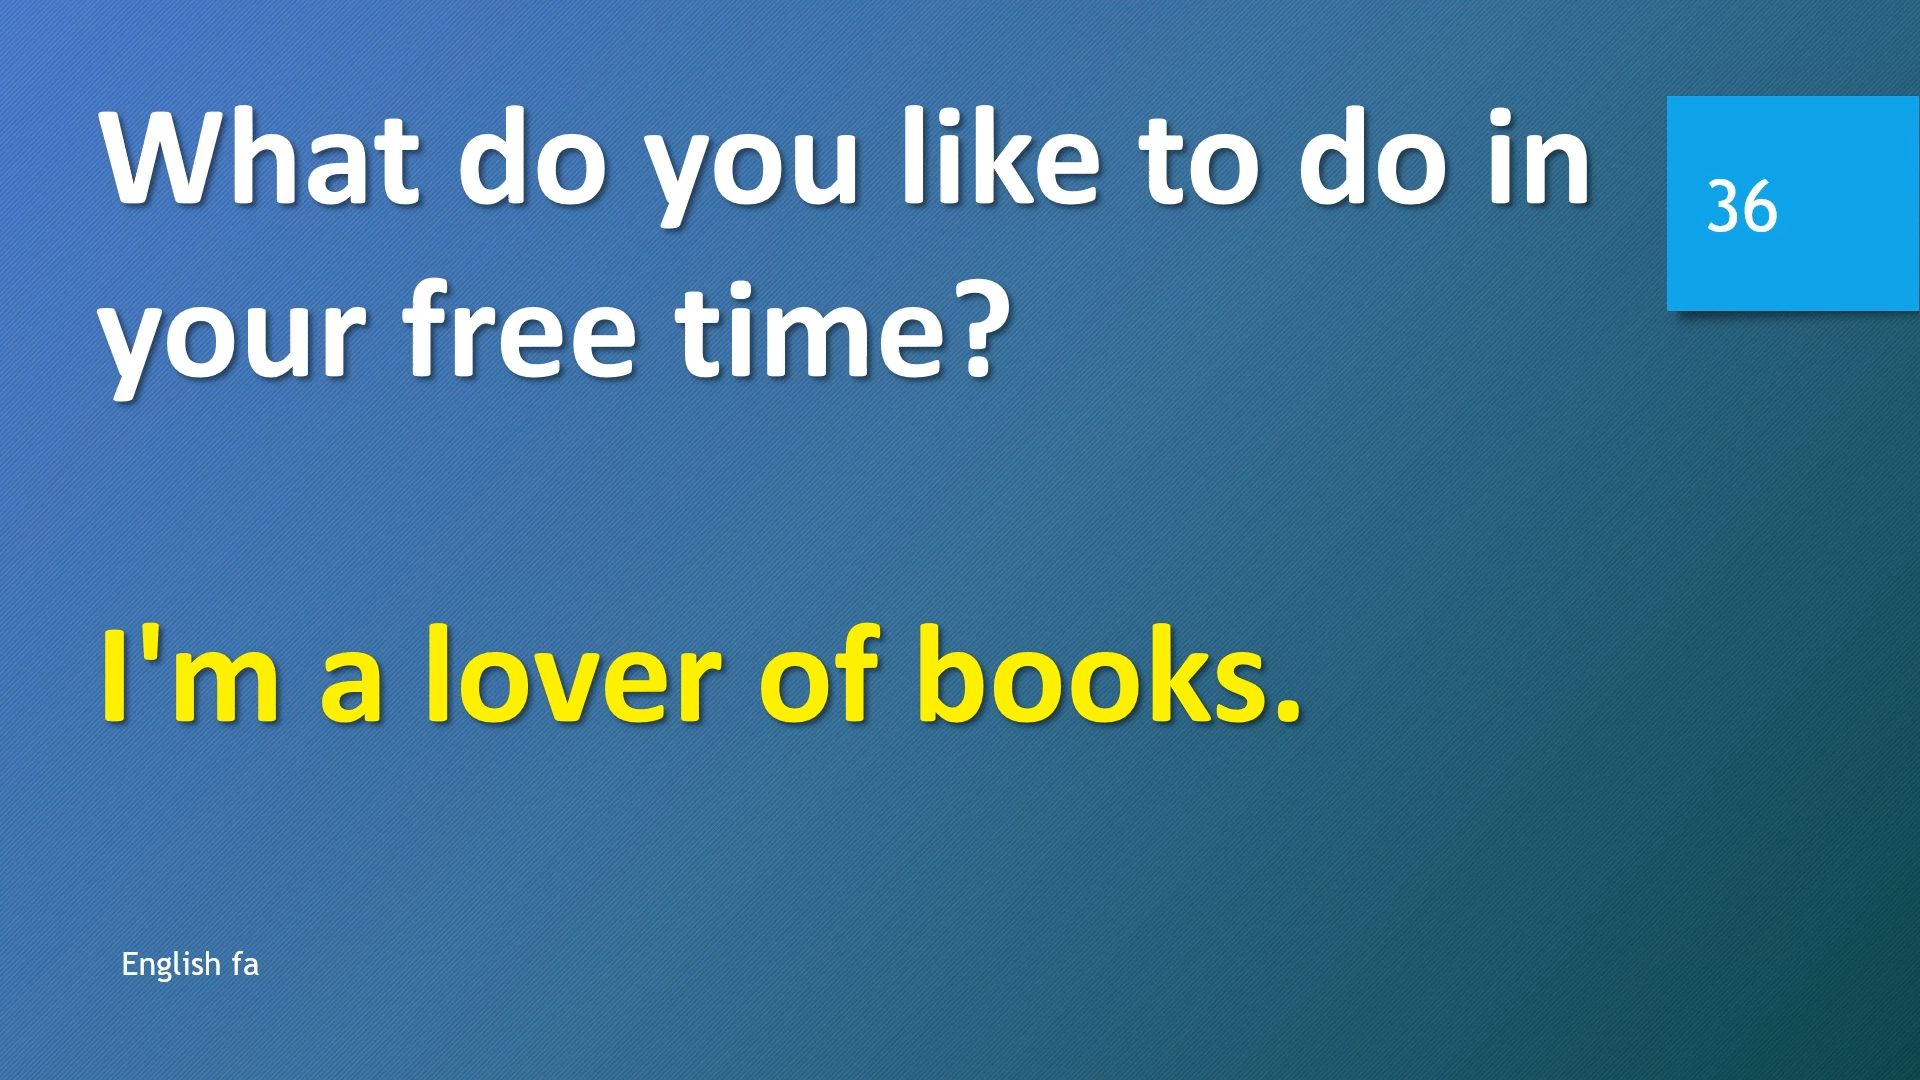 What do you like to do in
your free time?
36
I'm a lover of books.
English fa